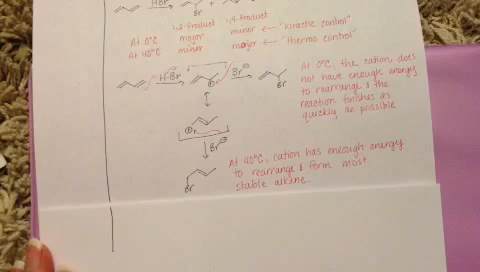 HBr
Br
+
1,2-Product 1,4-Product
At 0°C major minor ← "kinetic control"
At 40°C minor major ← "thermo control"
H-Br
Br⊖
Br
At 0°C, the cation does
not have enough energy
to rearrange & the
reaction finishes as
quickly as possible
Br⊖
At 40°C, cation has enough energy
to rearrange & form most
stable alkene
Br